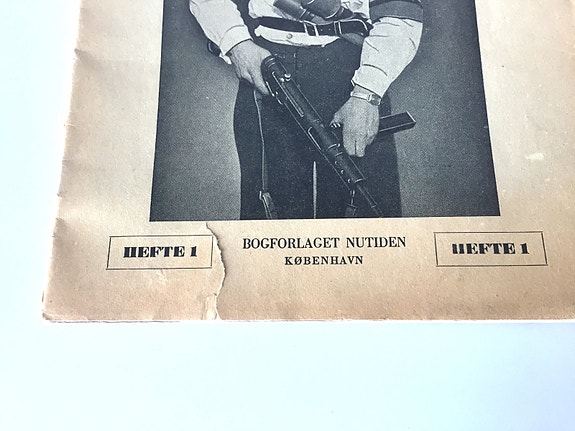 HEFTE 1
BOGFORLAGET NUTIDEN
KØBENHAVN
HEFTE 1